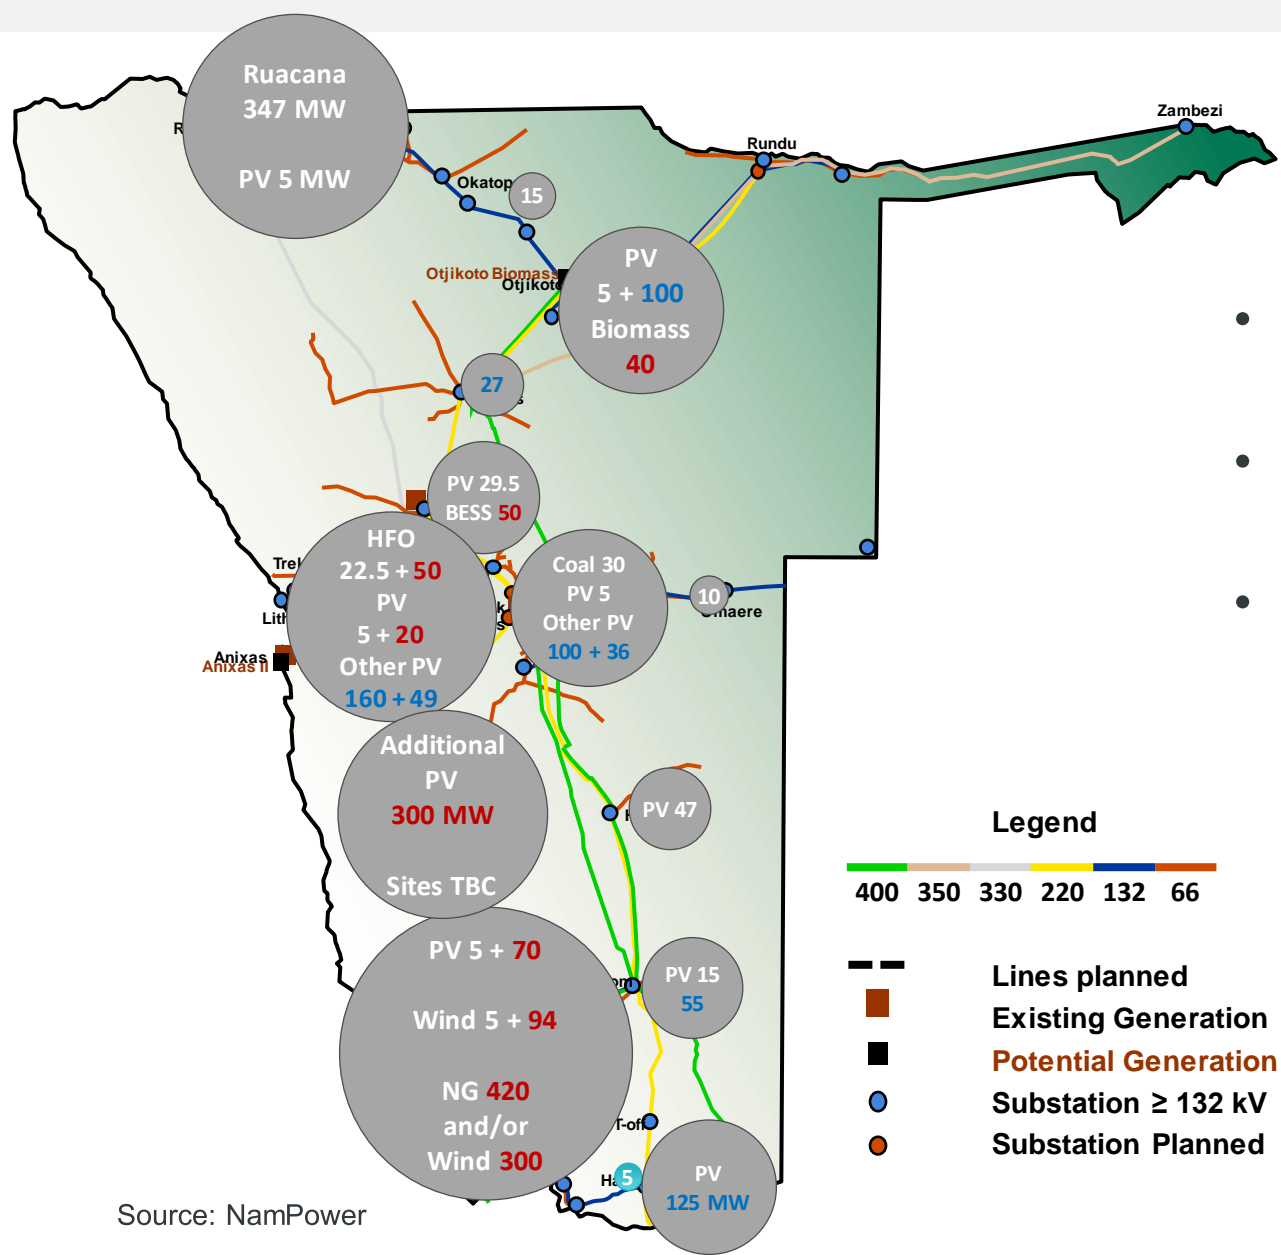 Ruacana
347 MW
PV 5 MW
Zambezi
Rundu
15
Otjikoto Biomass
PV
5 + 100
Biomass
40
27
PV 29.5
BESS 50
HFO
22.5 + 50
PV
5 + 20
Other PV
160 + 49
Coal 30
PV 5
Other PV
100 + 36
10
Anixas
Anixas II
Additional
PV
300 MW
Sites TBC
PV 47
PV 5 + 70
Wind 5 + 94
NG 420
and/or
Wind 300
PV 15
55
T-off
5
PV
125 MW
Legend
400 350 330 220 132 66
Lines planned
Existing Generation
Potential Generation
Substation ≥ 132 kV
Substation Planned
Source: NamPower